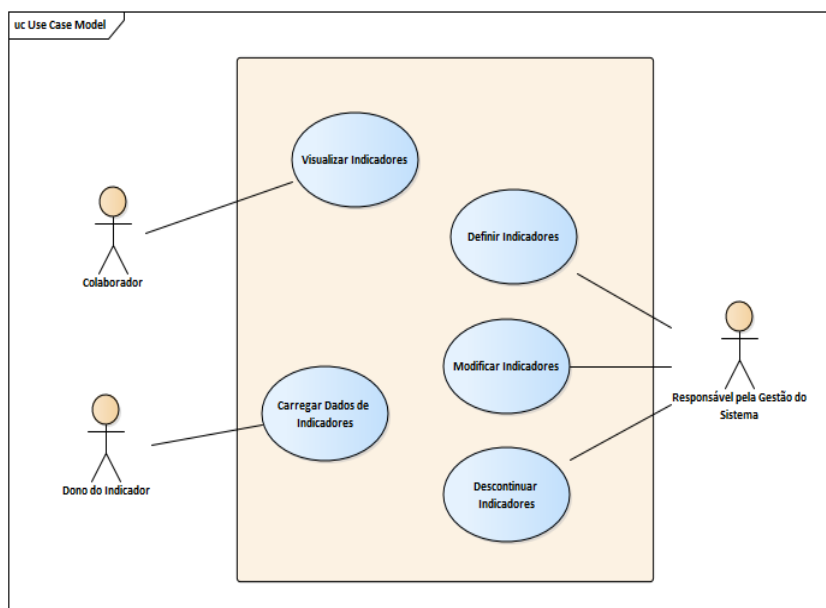 uc Use Case Model
Visualizar Indicadores
Definir Indicadores
Colaborador
Modificar Indicadores
Responsável pela Gestão do
Sistema
Carregar Dados de
Indicadores
Dono do Indicador
Descontinuar
Indicadores